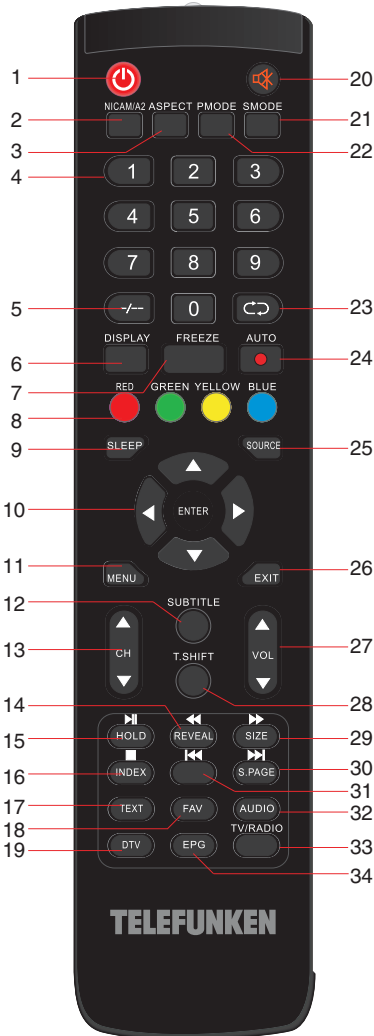 1 20
NICAM/A2 ASPECT PMODE SMODE
2 21
3 22
4 1 2 3
4 5 6
7 8 9
5 -/-- 0 23
DISPLAY FREEZE AUTO
6 24
7
RED GREEN YELLOW BLUE
8
9 SLEEP SOURCE 25
10 ENTER
11 MENU EXIT 26
SUBTITLE
12
13 CH VOL 27
T.SHIFT
28
14
15 HOLD REVEAL SIZE 29
16 INDEX S.PAGE 30
31
17 TEXT FAV AUDIO 32
18
TV/RADIO
19 DTV EPG 33
34
TELEFUNKEN